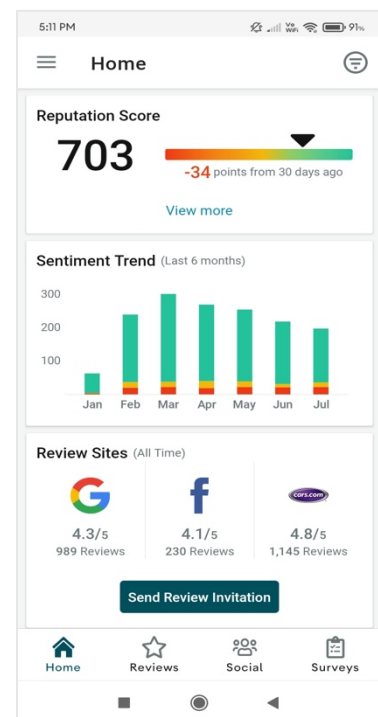 5:11 PM
Vo
WiFi
91%
Home
Reputation Score
703
-34 points from 30 days ago
View more
Sentiment Trend (Last 6 months)
300
200
100
Jan Feb Mar Apr May Jun Jul
Review Sites (All Time)
G f cars.com
4.3/5 4.1/5 4.8/5
989 Reviews 230 Reviews 1,145 Reviews
Send Review Invitation
Home Reviews Social Surveys